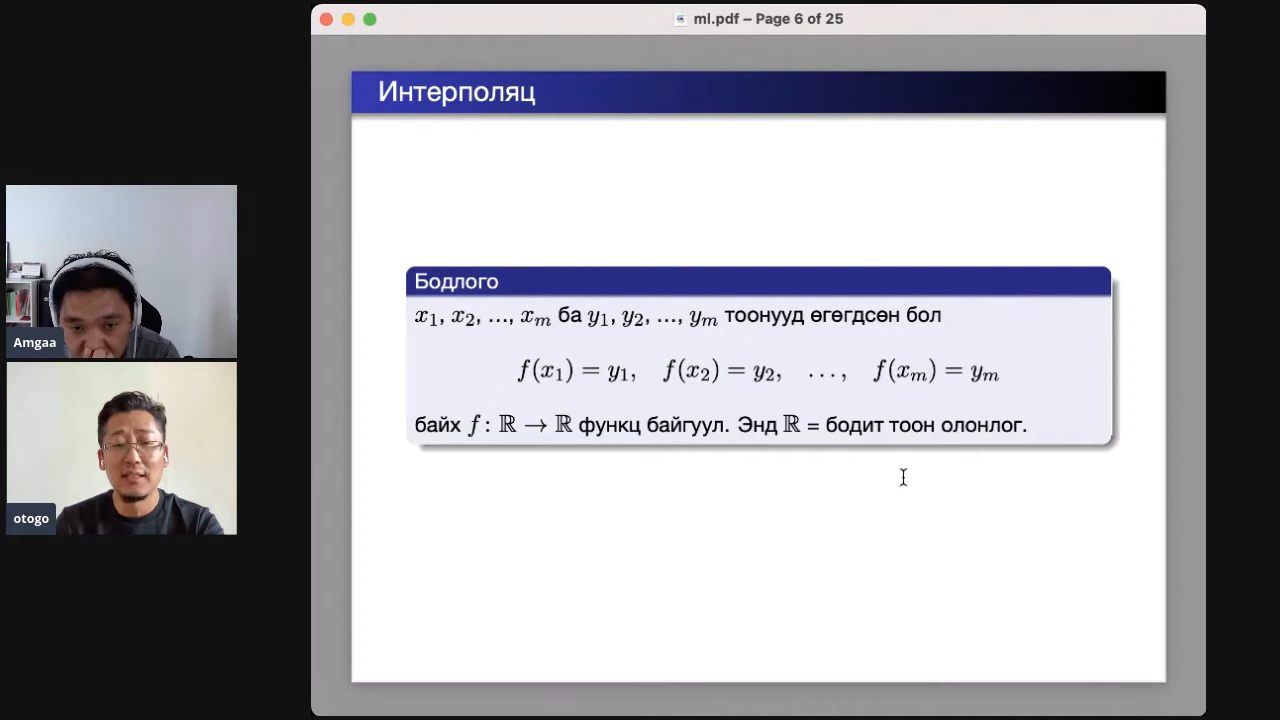 ml.pdf – Page 6 of 25
Интерполяц
Бодлого
x₁, x₂, ..., xₘ ба y₁, y₂, ..., yₘ тоонууд өгөгдсөн бол
f(x₁) = y₁, f(x₂) = y₂, . . . , f(xₘ) = yₘ
байх f : ℝ → ℝ функц байгуул. Энд ℝ = бодит тоон олонлог.
Amgaa
otogo